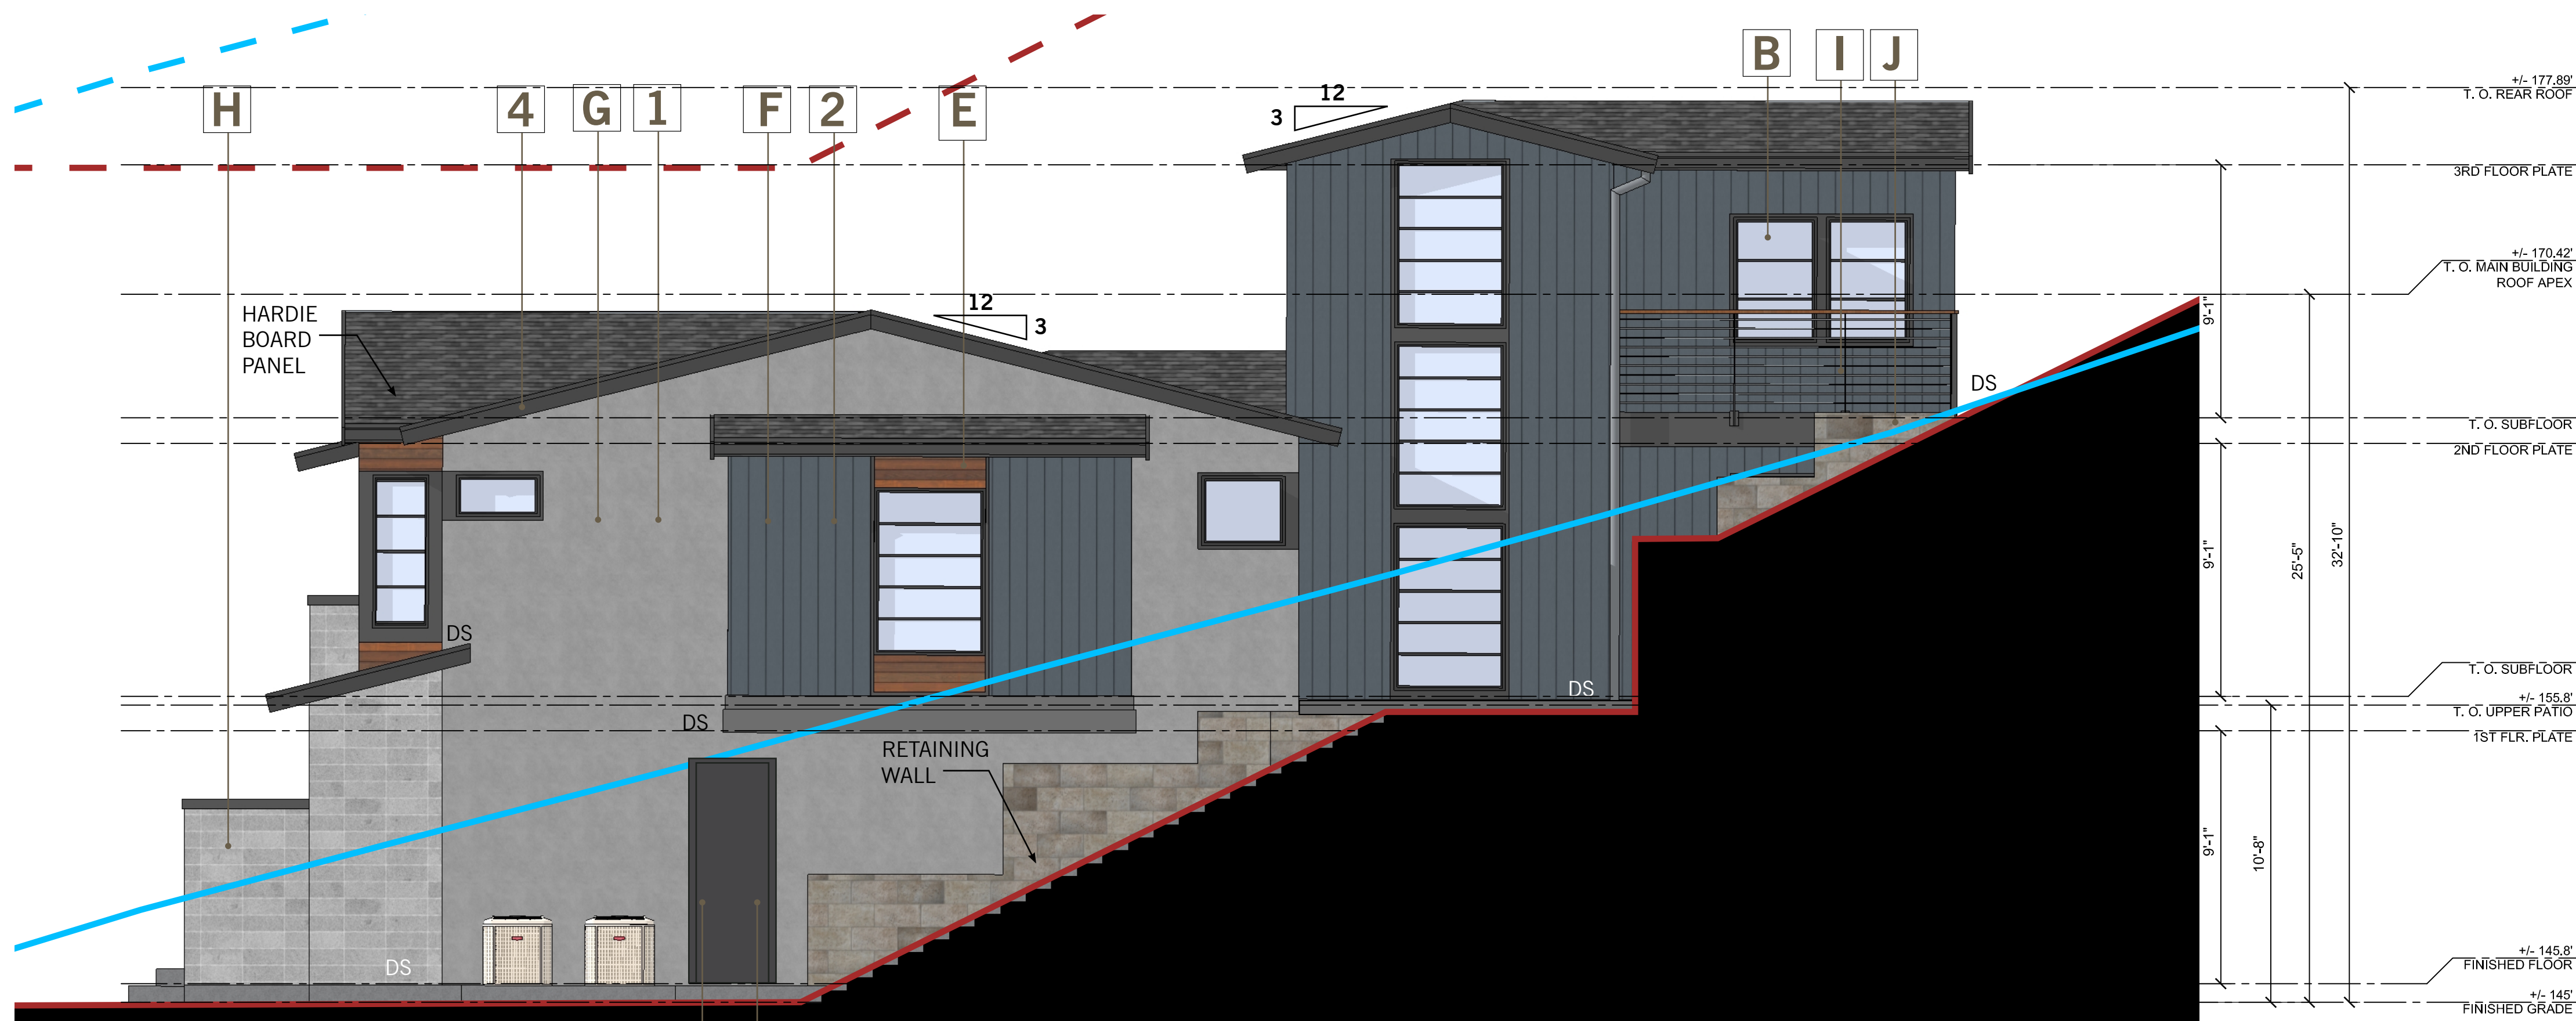 B I J
H 4 G 1 F 2 E
12
3
12
3
HARDIE
BOARD
PANEL
DS
DS
DS
DS
RETAINING
WALL
DS
+/- 177.89'
T. O. REAR ROOF
3RD FLOOR PLATE
+/- 170.42'
T. O. MAIN BUILDING
ROOF APEX
T. O. SUBFLOOR
2ND FLOOR PLATE
T. O. SUBFLOOR
+/- 155.8'
T. O. UPPER PATIO
1ST FLR. PLATE
+/- 145.8'
FINISHED FLOOR
+/- 145'
FINISHED GRADE
9'-1"
9'-1"
9'-1"
10'-8"
25'-5"
32'-10"